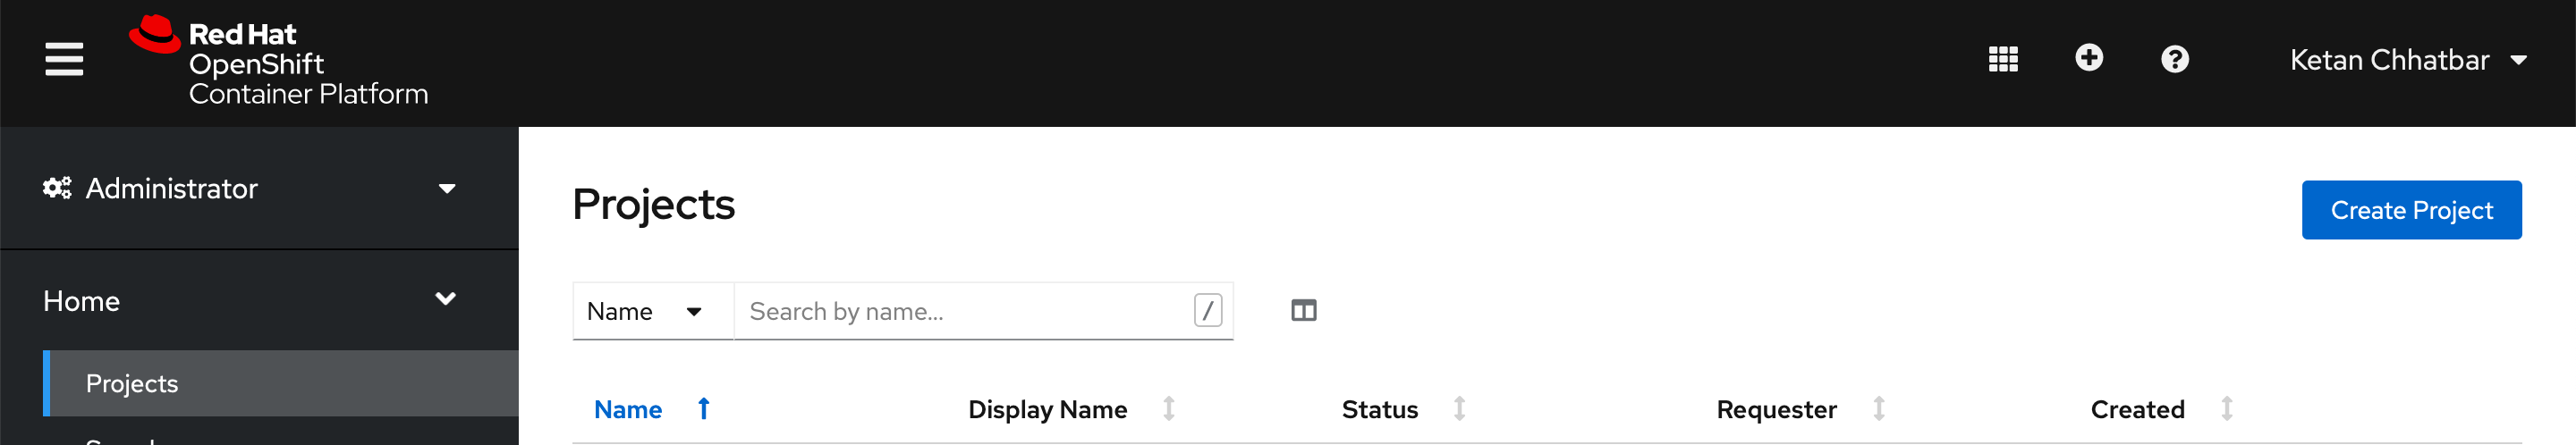 Red Hat
OpenShift
Container Platform
Ketan Chhatbar
Administrator
Home
Projects
Projects
Create Project
Name
Search by name...
/
Name
Display Name
Status
Requester
Created